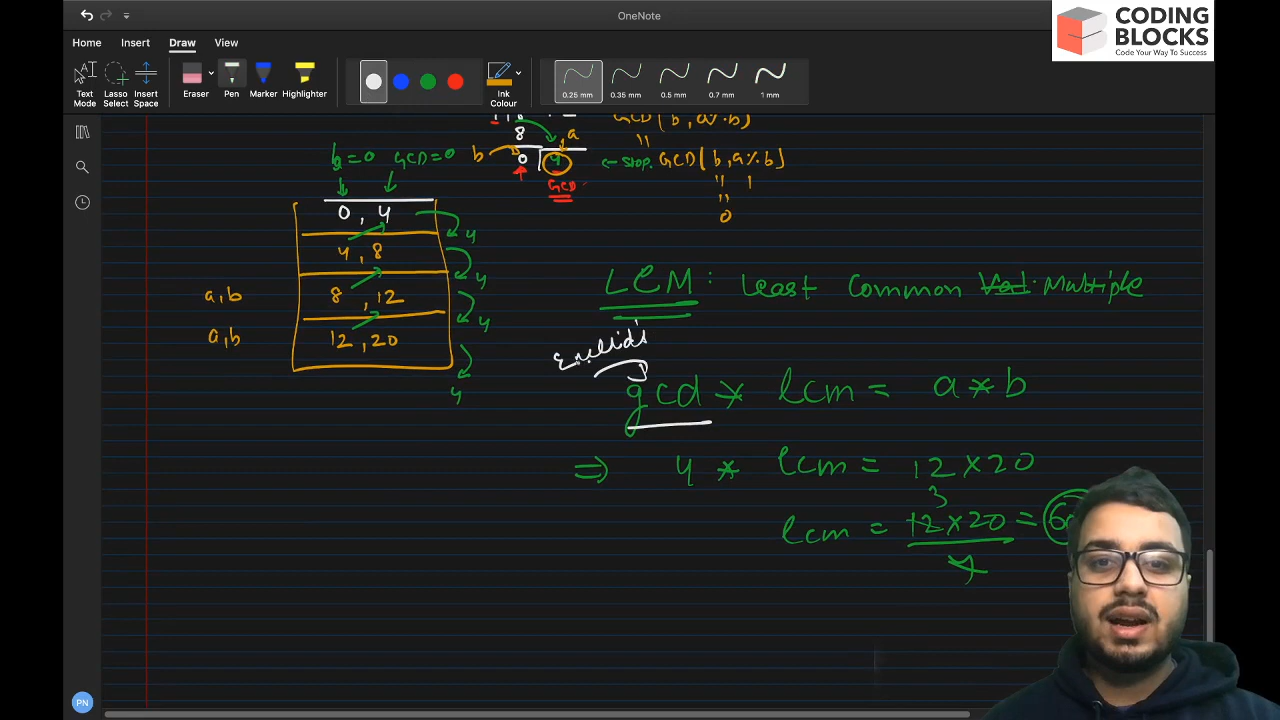 OneNote
CODING
BLOCKS
Code Your Way To Success
Home Insert Draw View
Text Mode
Lasso Select
Insert Space
Eraser
Pen
Marker
Highlighter
Ink Colour
0.25 mm 0.35 mm 0.5 mm 0.7 mm 1 mm
GCD(b, a%b)
8 a
b=0 GCD=0 b 0 4 ← Stop. GCD(b, a%b)
GCD
0
0, 4 4
4, 8 4
a,b 8, 12 4
a,b 12, 20 4
LCM: Least Common Multiple
Euclid's
gcd * lcm = a * b
⇒ 4 * lcm = 12 × 20
3
lcm = 12×20 = 60
4
PN